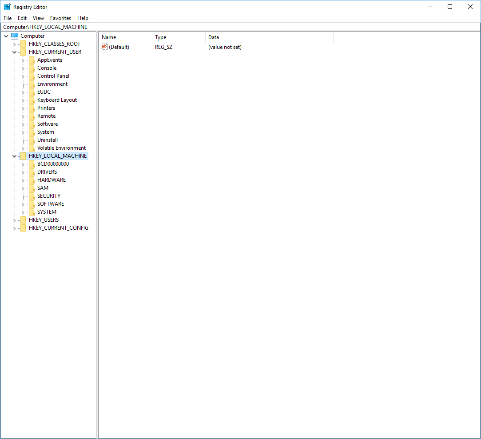 Registry Editor
File Edit View Favorites Help
Computer\HKEY_LOCAL_MACHINE
Computer
HKEY_CLASSES_ROOT
HKEY_CURRENT_USER
AppEvents
Console
Control Panel
Environment
EUDC
Keyboard Layout
Printers
Remote
Software
System
Uninstall
Volatile Environment
HKEY_LOCAL_MACHINE
BCD00000000
DRIVERS
HARDWARE
SAM
SECURITY
SOFTWARE
SYSTEM
HKEY_USERS
HKEY_CURRENT_CONFIG
Name Type Data
(Default) REG_SZ (value not set)